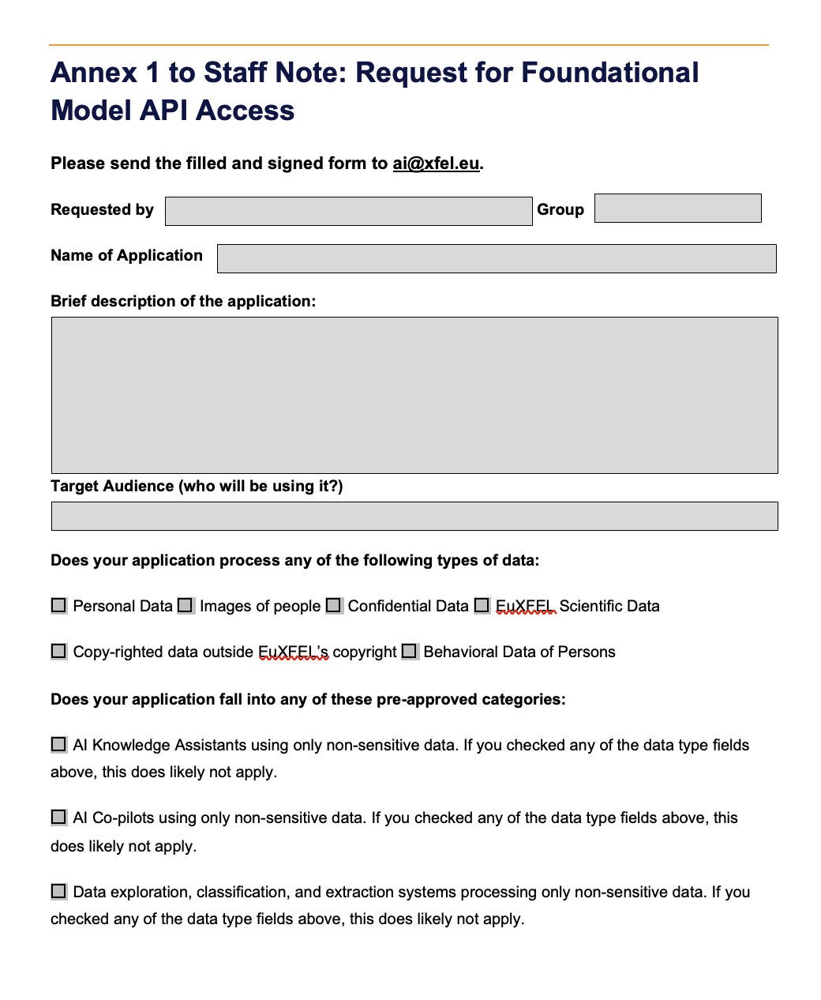 Annex 1 to Staff Note: Request for Foundational
Model API Access
Please send the filled and signed form to ai@xfel.eu.
Requested by Group
Name of Application
Brief description of the application:
Target Audience (who will be using it?)
Does your application process any of the following types of data:
Personal Data Images of people Confidential Data EuXFEL Scientific Data
Copy-righted data outside EuXFEL's copyright Behavioral Data of Persons
Does your application fall into any of these pre-approved categories:
AI Knowledge Assistants using only non-sensitive data. If you checked any of the data type fields
above, this does likely not apply.
AI Co-pilots using only non-sensitive data. If you checked any of the data type fields above, this
does likely not apply.
Data exploration, classification, and extraction systems processing only non-sensitive data. If you
checked any of the data type fields above, this does likely not apply.